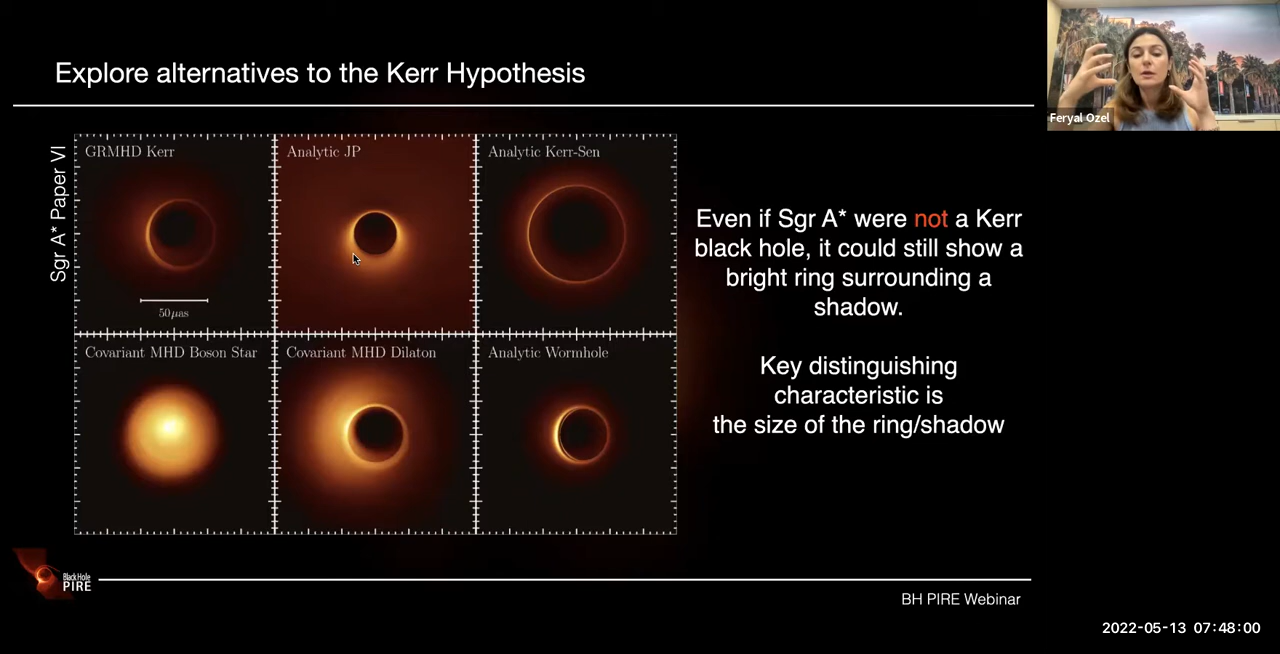 Explore alternatives to the Kerr Hypothesis
Feryal Ozel
Sgr A* Paper VI
GRMHD Kerr
Analytic JP
Analytic Kerr-Sen
50μas
Covariant MHD Boson Star
Covariant MHD Dilaton
Analytic Wormhole
Even if Sgr A* were not a Kerr
black hole, it could still show a
bright ring surrounding a
shadow.
Key distinguishing
characteristic is
the size of the ring/shadow
BlackHole
PIRE
BH PIRE Webinar
2022-05-13 07:48:00